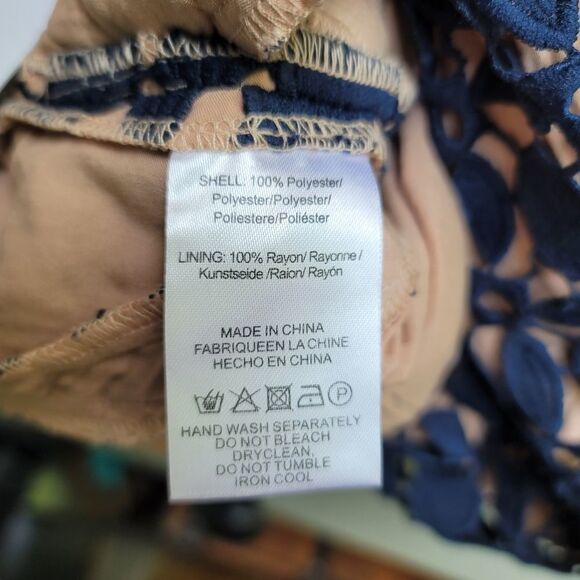 SHELL: 100% Polyester/
Polyester/Polyester/
Poliestere/Poliéster
LINING: 100% Rayon/ Rayonne/
Kunstseide /Raion/ Rayón
MADE IN CHINA
FABRIQUEEN LA CHINE
HECHO EN CHINA
P
HAND WASH SEPARATELY
DO NOT BLEACH
DRYCLEAN,
DO NOT TUMBLE
IRON COOL